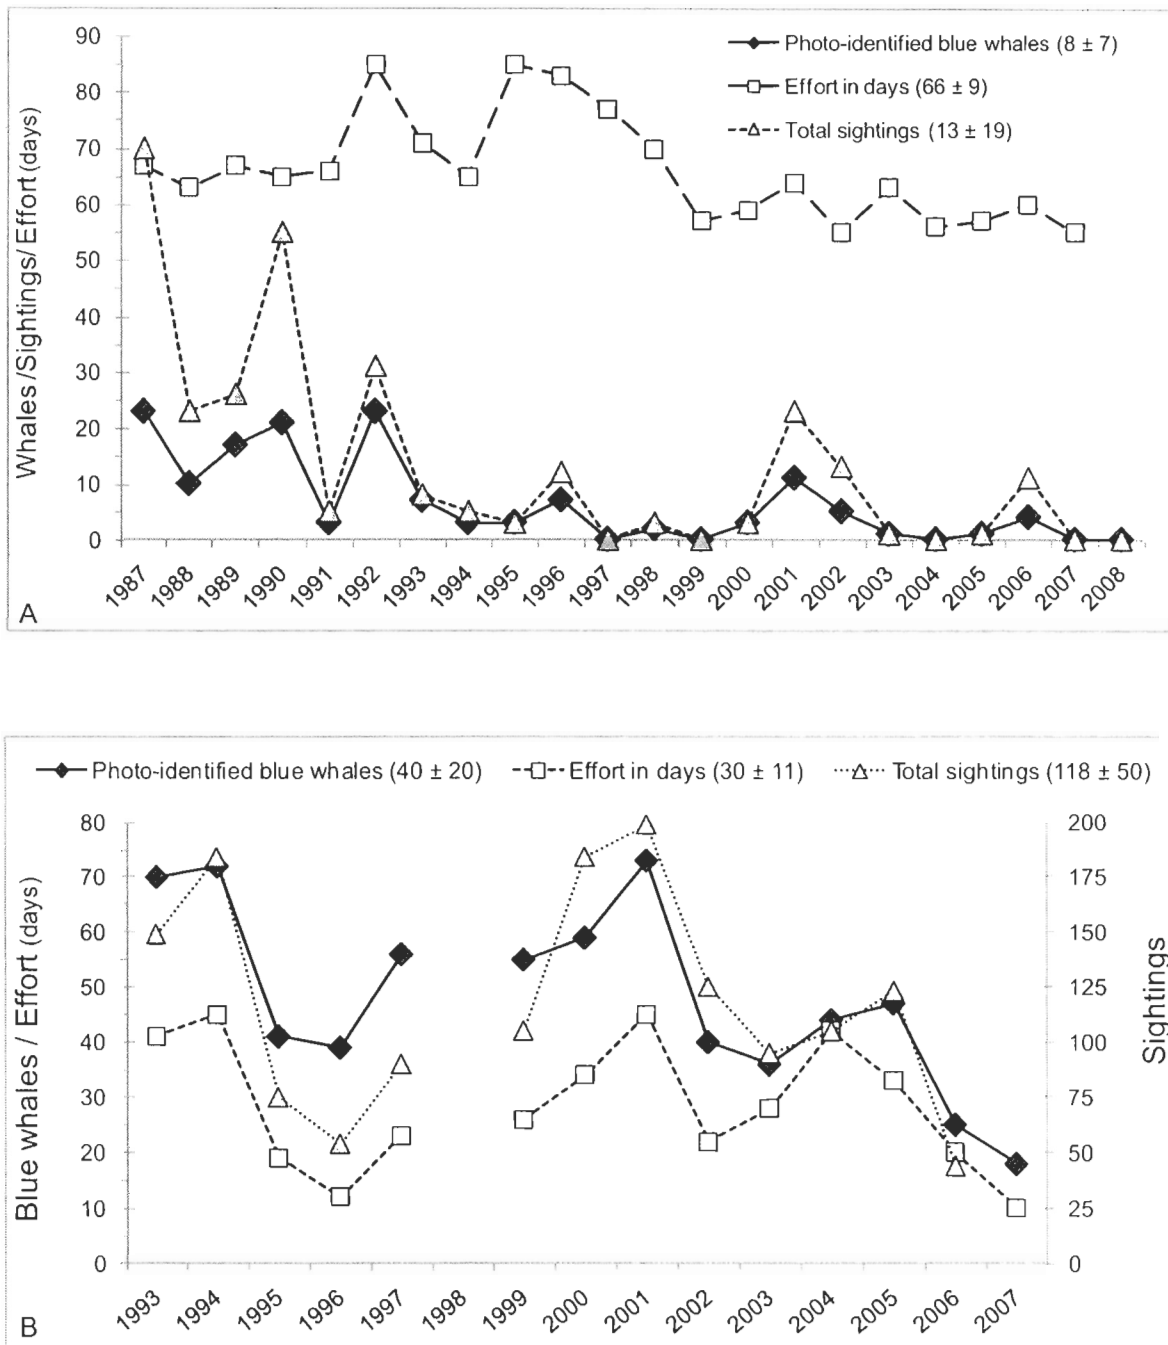 90
80
70
60
50
40
30
20
10
0
Whales /Sightings/ Effort (days)
Photo-identified blue whales (8 ± 7)
Effort in days (66 ± 9)
Total sightings (13 ± 19)
1987 1988 1989 1990 1991 1992 1993 1994 1995 1996 1997 1998 1999 2000 2001 2002 2003 2004 2005 2006 2007 2008
A
Photo-identified blue whales (40 ± 20) Effort in days (30 ± 11) Total sightings (118 ± 50)
80 200
70 175
60 150
50 125
40 100
30 75
20 50
10 25
0 0
Blue whales / Effort (days)
Sightings
1993 1994 1995 1996 1997 1998 1999 2000 2001 2002 2003 2004 2005 2006 2007
B